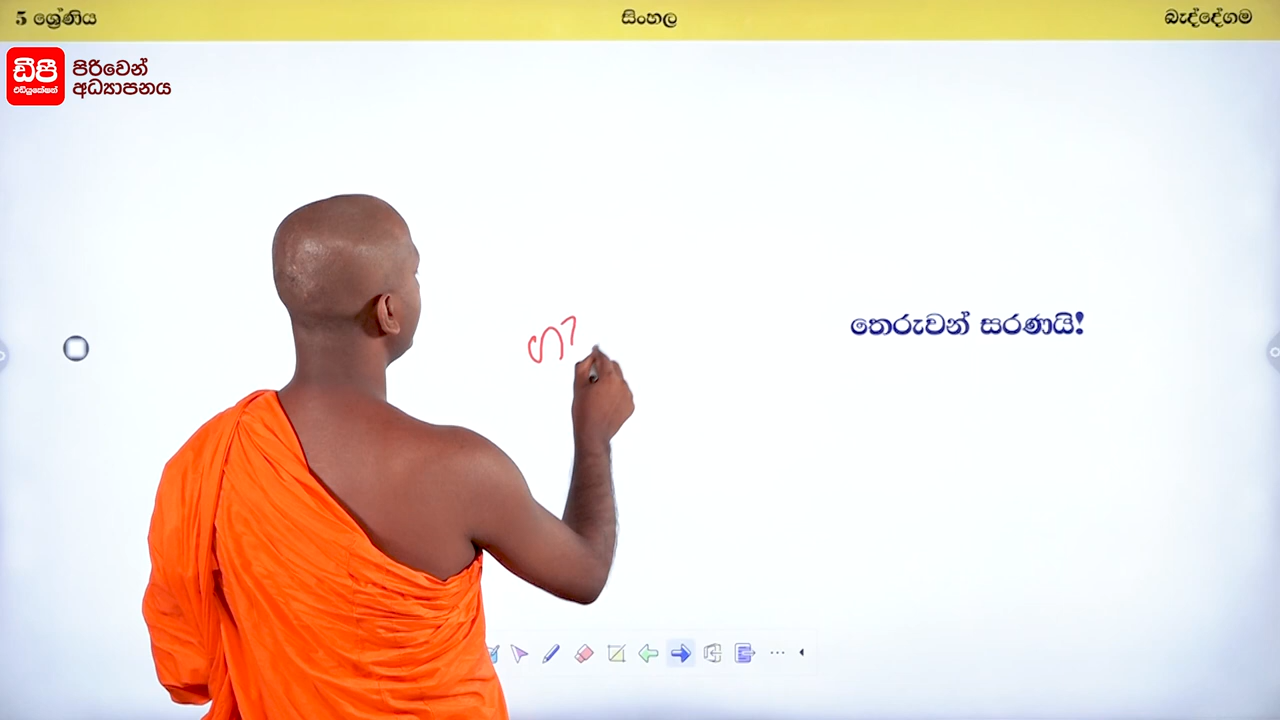 5 ශ්‍රේණිය
සිංහල
බැද්දේගම
ඩීපී
එඩියුකේෂන්
පිරිවෙන්
අධ්‍යාපනය
ගා
තෙරුවන් සරණයි!